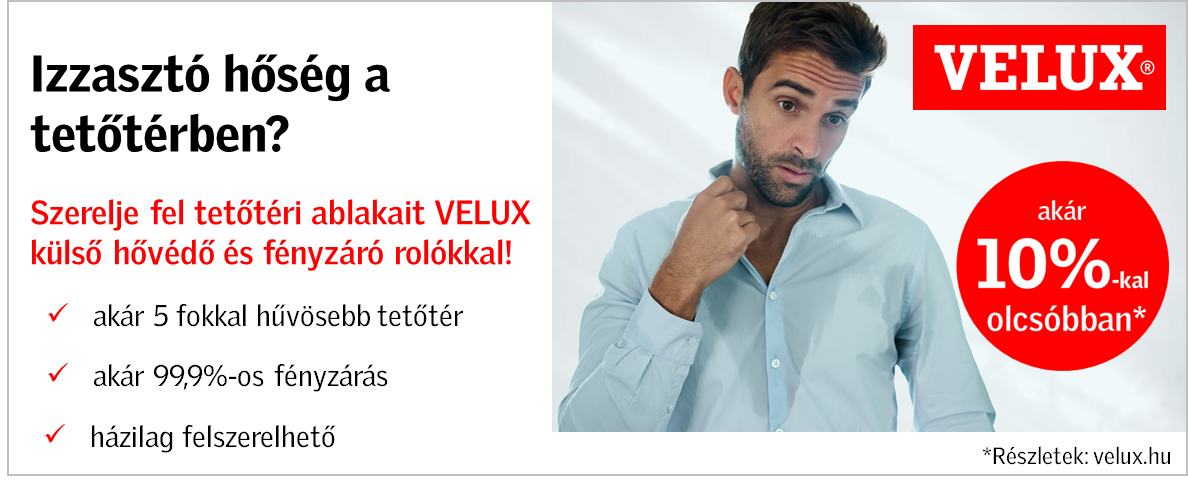 Izzasztó hőség a
tetőtérben?
Szerelje fel tetőtéri ablakait VELUX
külső hővédő és fényzáró rolókkal!
✓ akár 5 fokkal hűvösebb tetőtér
✓ akár 99,9%-os fényzárás
✓ házilag felszerelhető
VELUX®
akár
10%-kal
olcsóbban*
*Részletek: velux.hu